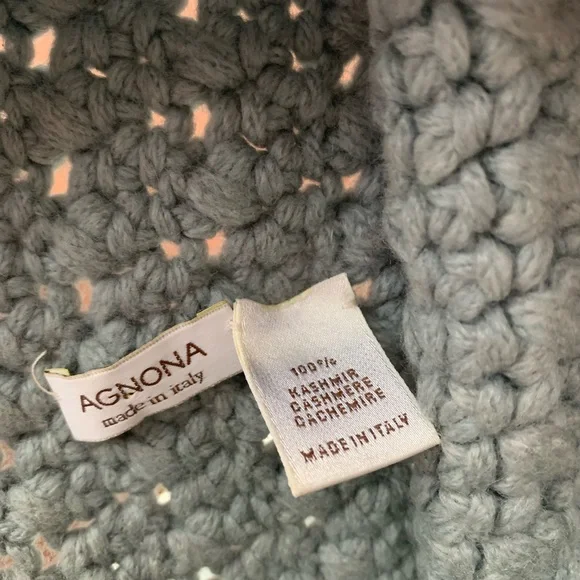 AGNONA
made in italy
100%
KASHMIR
CASHMERE
CACHEMIRE
MADE IN ITALY